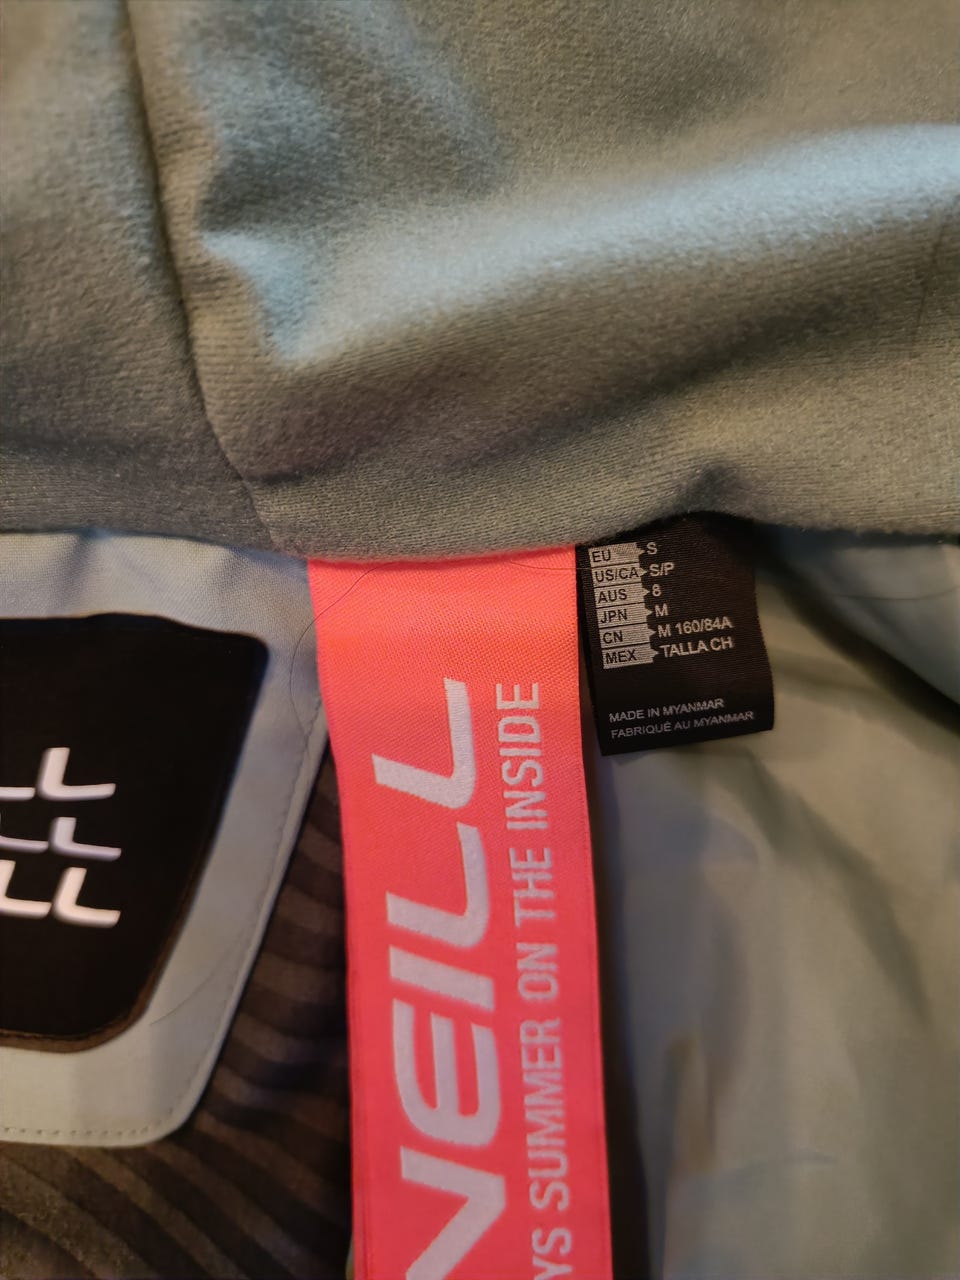 EU S
US/CA S/P
AUS 8
JPN M
CN M 160/84A
MEX TALLA CH
MADE IN MYANMAR
FABRIQUÉ AU MYANMAR
NEILL
YS SUMMER ON THE INSIDE